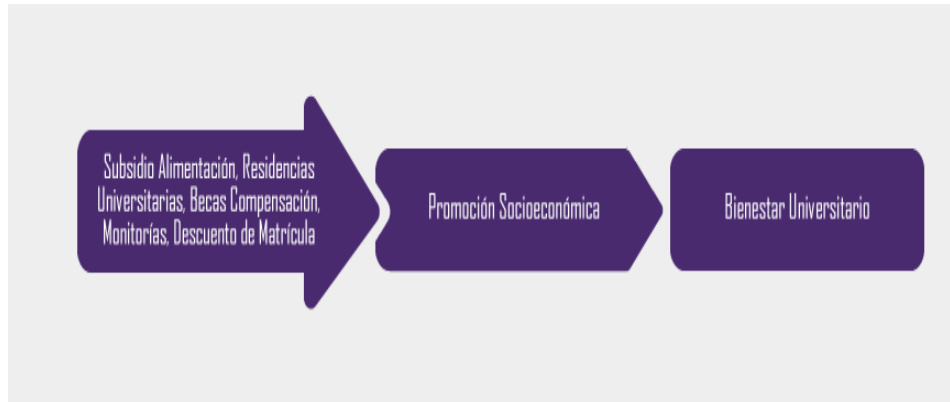 Subsidio Alimentación, Residencias
Universitarias, Becas Compensación,
Monitorías, Descuento de Matrícula
Promoción Socioeconómica
Bienestar Universitario